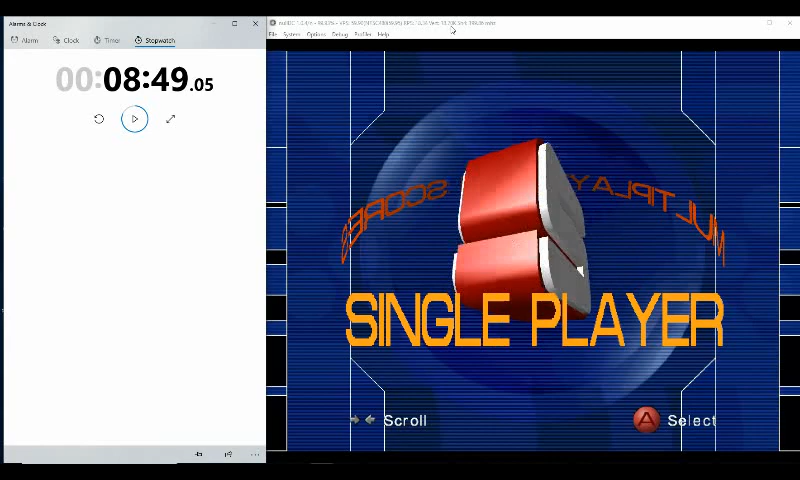 Alarms & Clock
Alarm
Clock
Timer
Stopwatch
00:08:49.05
File System Options Debug Profiler Help
SCORES
MULTIPLAY
SINGLE PLAYER
Scroll
A Select